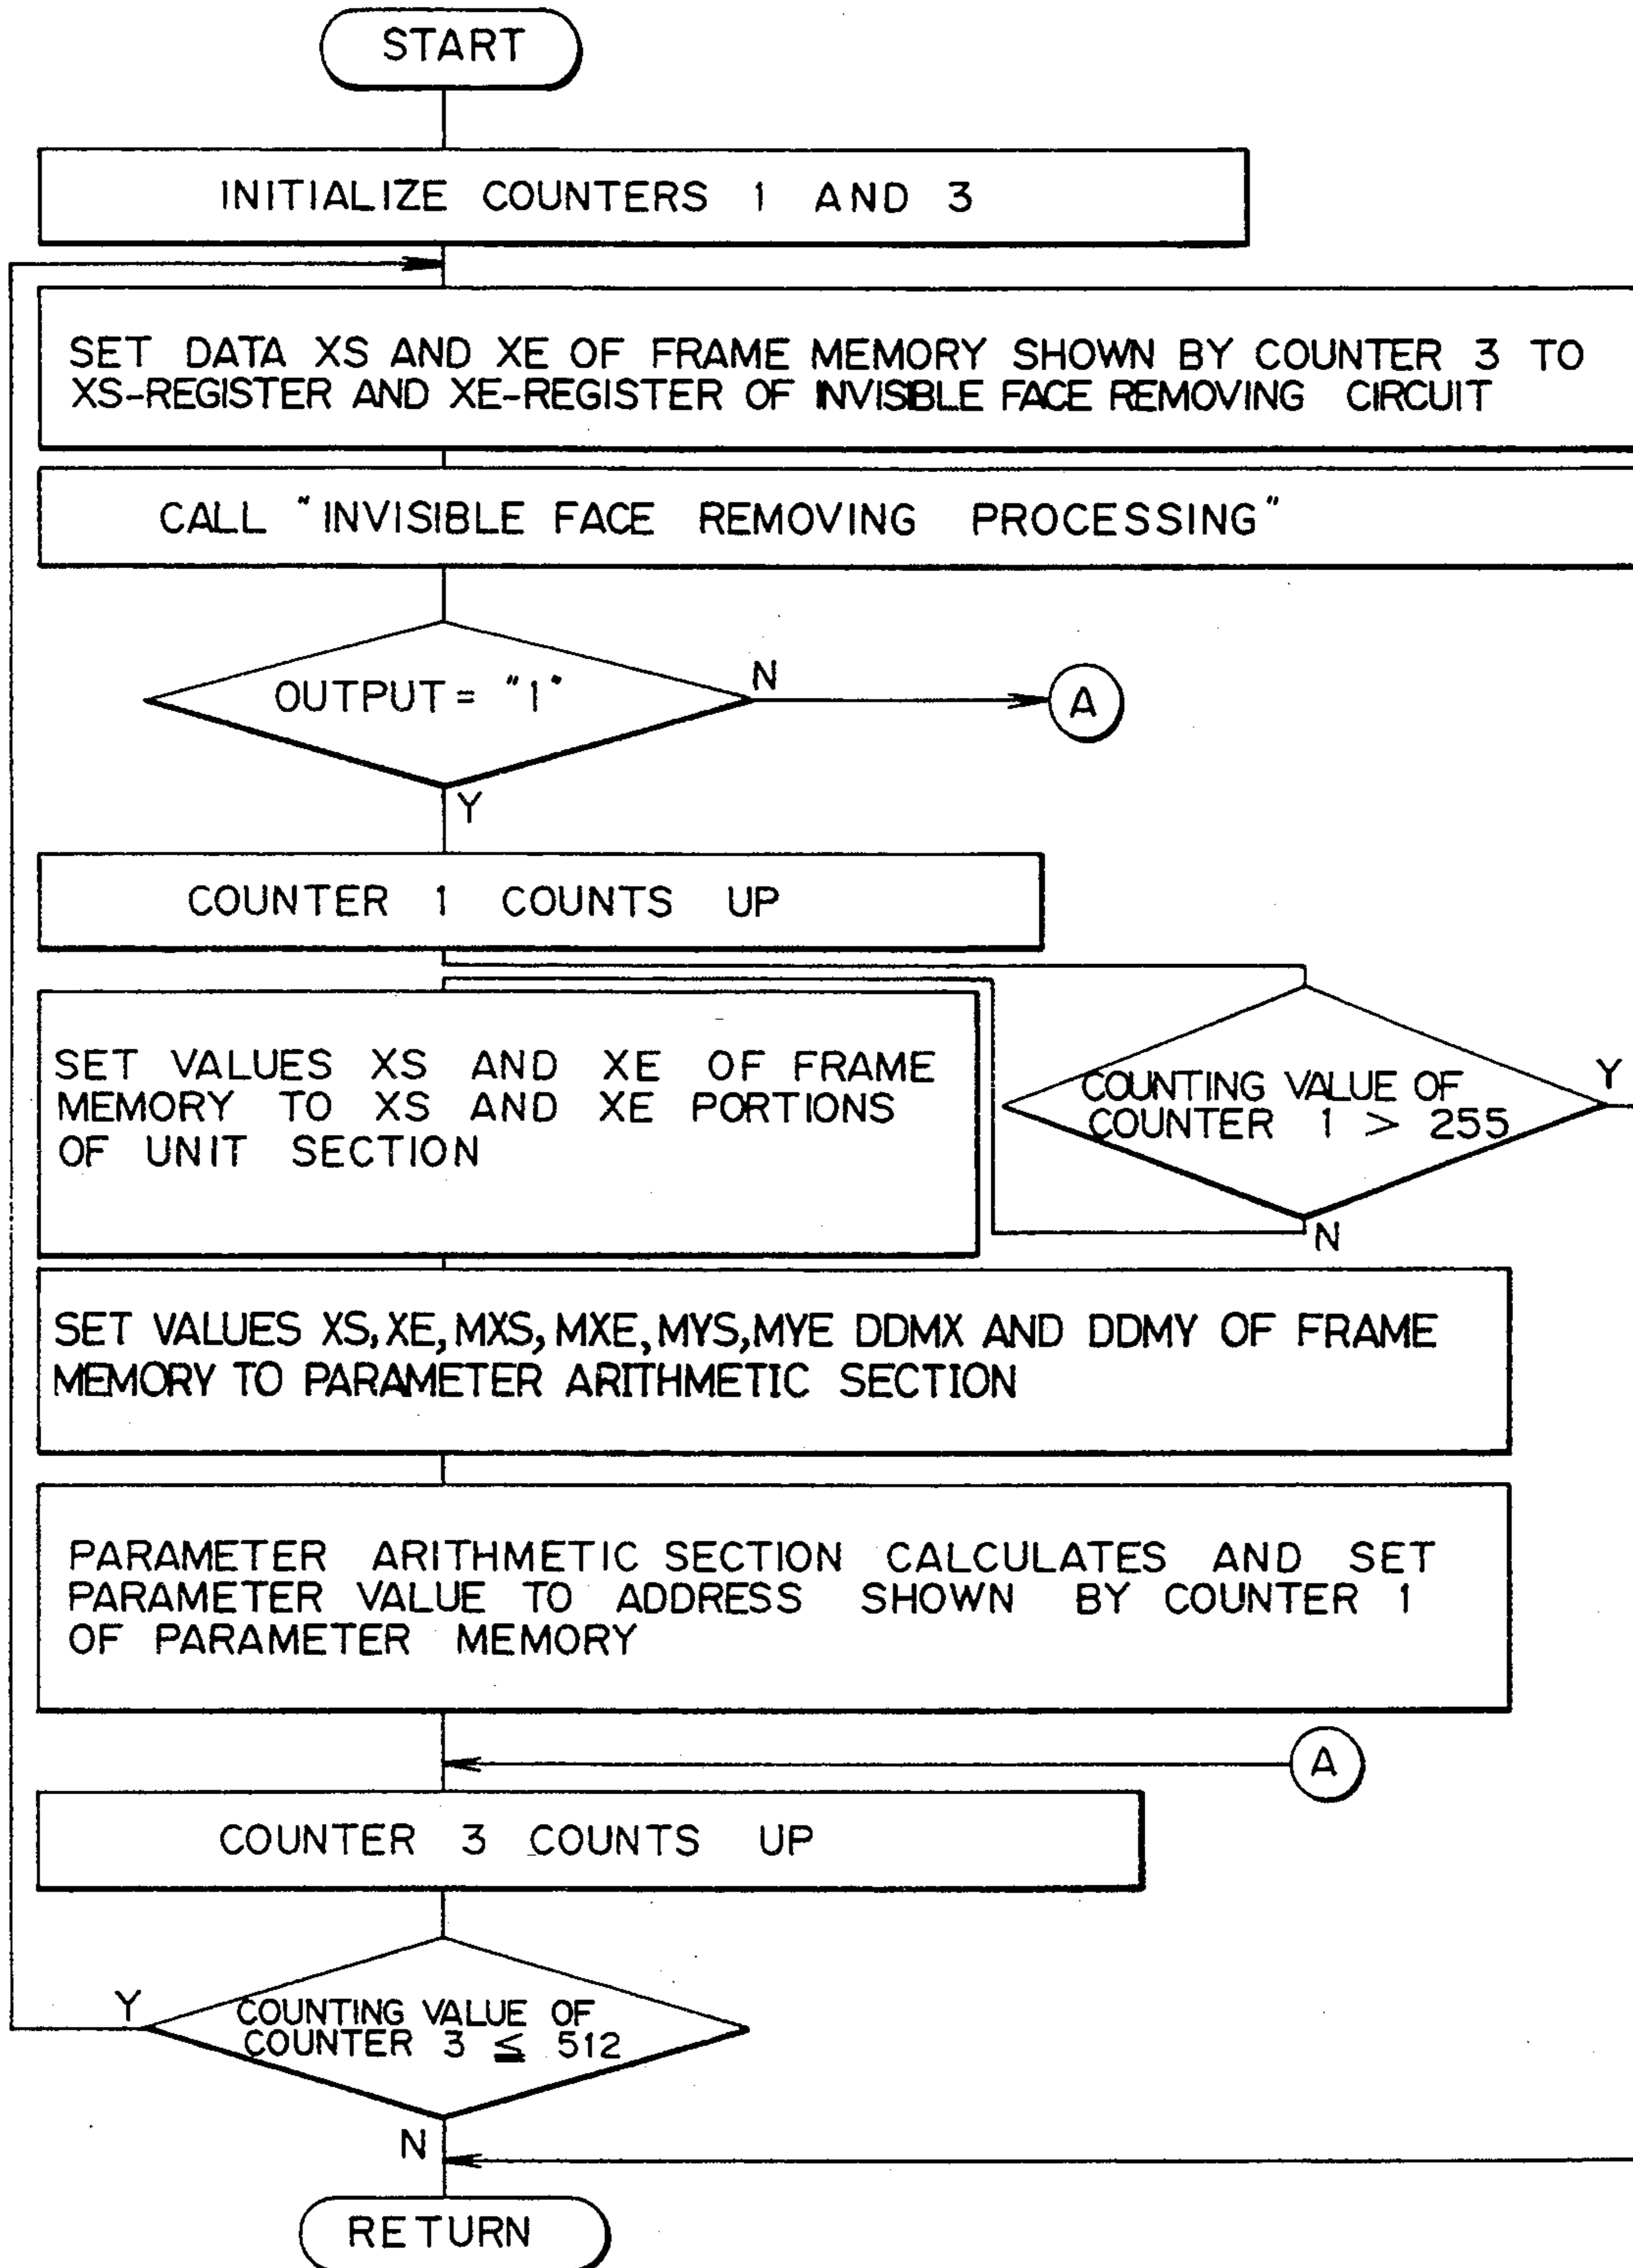 START
INITIALIZE COUNTERS 1 AND 3
SET DATA XS AND XE OF FRAME MEMORY SHOWN BY COUNTER 3 TO
XS-REGISTER AND XE-REGISTER OF INVISIBLE FACE REMOVING CIRCUIT
CALL "INVISIBLE FACE REMOVING PROCESSING"
OUTPUT = "1"
N
A
Y
COUNTER 1 COUNTS UP
SET VALUES XS AND XE OF FRAME
MEMORY TO XS AND XE PORTIONS
OF UNIT SECTION
COUNTING VALUE OF
COUNTER 1 > 255
Y
N
SET VALUES XS, XE, MXS, MXE, MYS, MYE DDMX AND DDMY OF FRAME
MEMORY TO PARAMETER ARITHMETIC SECTION
PARAMETER ARITHMETIC SECTION CALCULATES AND SET
PARAMETER VALUE TO ADDRESS SHOWN BY COUNTER 1
OF PARAMETER MEMORY
A
COUNTER 3 COUNTS UP
Y
COUNTING VALUE OF
COUNTER 3 ≦ 512
N
RETURN